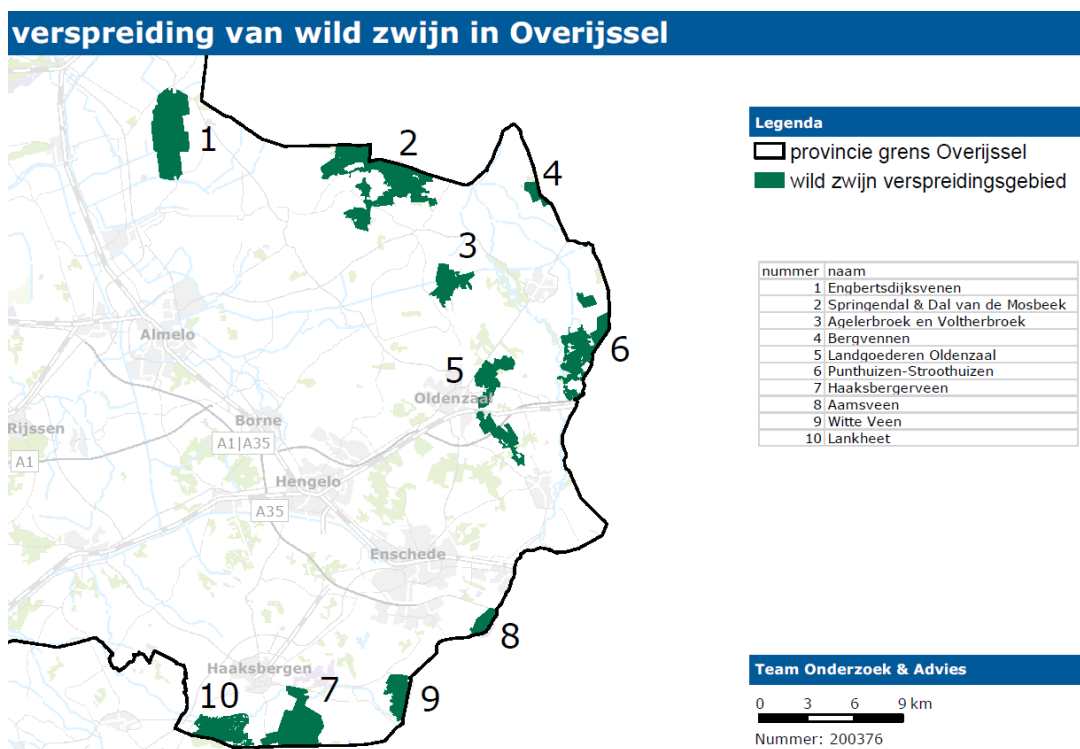 verspreiding van wild zwijn in Overijssel
1
2
4
3
6
5
Almelo
Oldenzaal
Borne
Rijssen
A1|A35
A1
Hengelo
A35
Enschede
8
Haaksbergen
10
7
9
Legenda
provincie grens Overijssel
wild zwijn verspreidingsgebied
nummer naam
1 Engbertsdijksvenen
2 Springendal & Dal van de Mosbeek
3 Agelerbroek en Voltherbroek
4 Bergvennen
5 Landgoederen Oldenzaal
6 Punthuizen-Stroothuizen
7 Haaksbergerveen
8 Aamsveen
9 Witte Veen
10 Lankheet
Team Onderzoek & Advies
0 3 6 9 km
Nummer: 200376